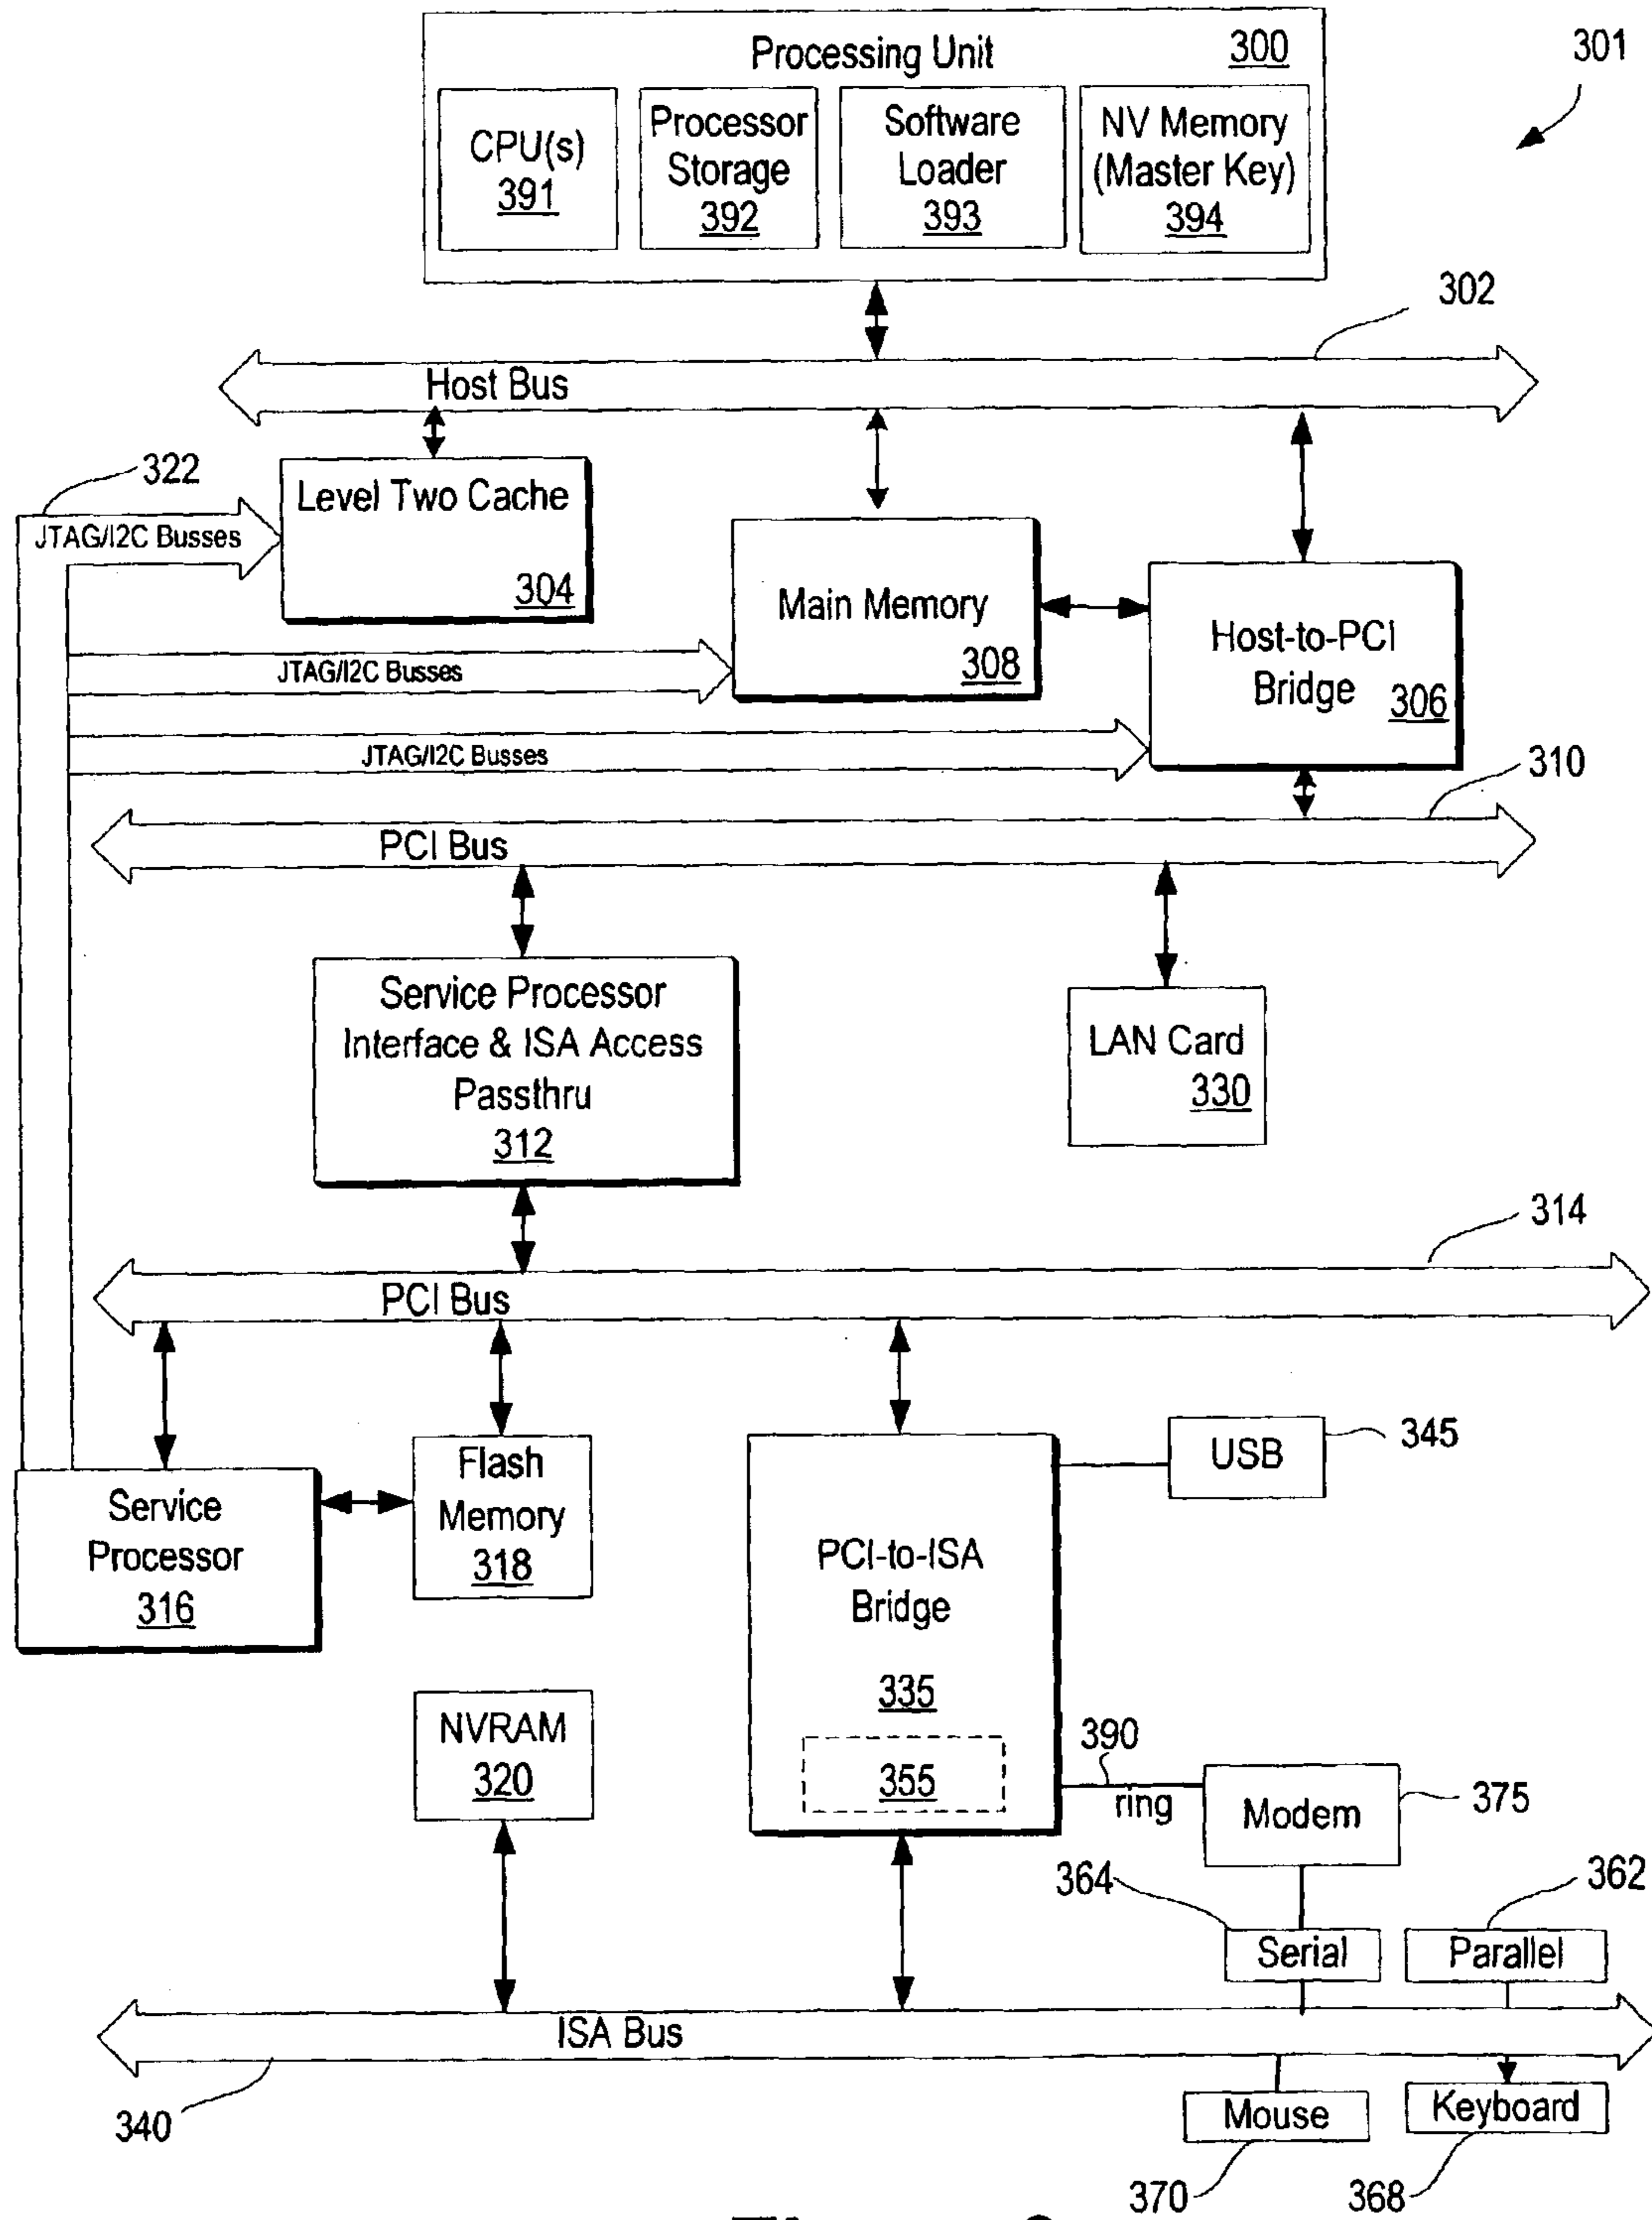 Processing Unit 300
301
CPU(s)
391
Processor
Storage
392
Software
Loader
393
NV Memory
(Master Key)
394
302
Host Bus
322
JTAG/I2C Busses
Level Two Cache
304
Main Memory
308
Host-to-PCI
Bridge 306
JTAG/I2C Busses
JTAG/I2C Busses
310
PCI Bus
Service Processor
Interface & ISA Access
Passthru
312
LAN Card
330
314
PCI Bus
Service
Processor
316
Flash
Memory
318
USB
345
PCI-to-ISA
Bridge
335
355
NVRAM
320
390
ring
Modem
375
364
362
Serial
Parallel
ISA Bus
340
Mouse
Keyboard
370
368